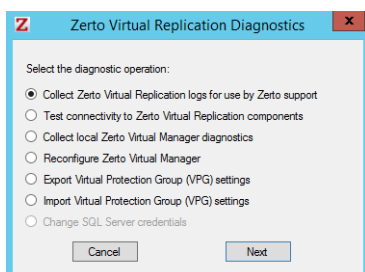 Z Zerto Virtual Replication Diagnostics x
Select the diagnostic operation:
Collect Zerto Virtual Replication logs for use by Zerto support
Test connectivity to Zerto Virtual Replication components
Collect local Zerto Virtual Manager diagnostics
Reconfigure Zerto Virtual Manager
Export Virtual Protection Group (VPG) settings
Import Virtual Protection Group (VPG) settings
Change SQL Server credentials
Cancel Next